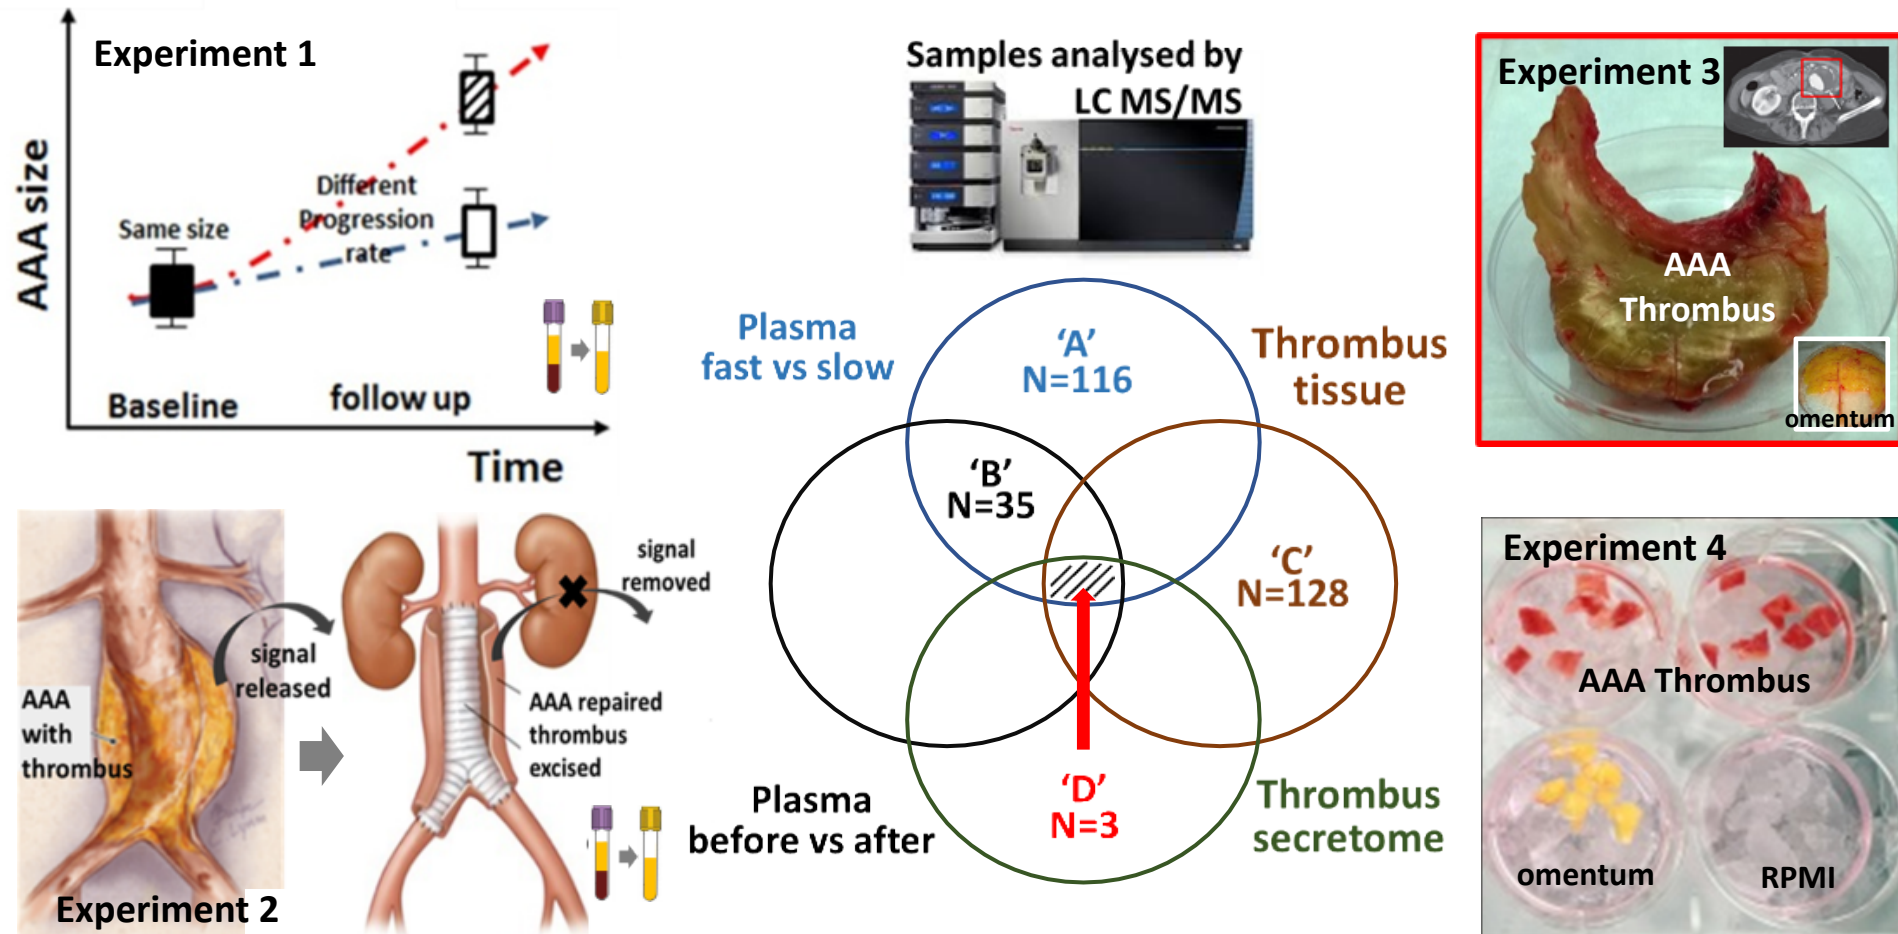 Experiment 1
AAA size
Same size
Different
Progression
rate
Baseline
follow up
Time
Samples analysed by
LC MS/MS
Experiment 3
AAA
Thrombus
omentum
Plasma
fast vs slow
‘A’
N=116
Thrombus
tissue
‘B’
N=35
‘C’
N=128
‘D’
N=3
Plasma
before vs after
Thrombus
secretome
AAA
with
thrombus
signal
released
signal
removed
AAA repaired
thrombus
excised
Experiment 2
Experiment 4
AAA Thrombus
omentum
RPMI